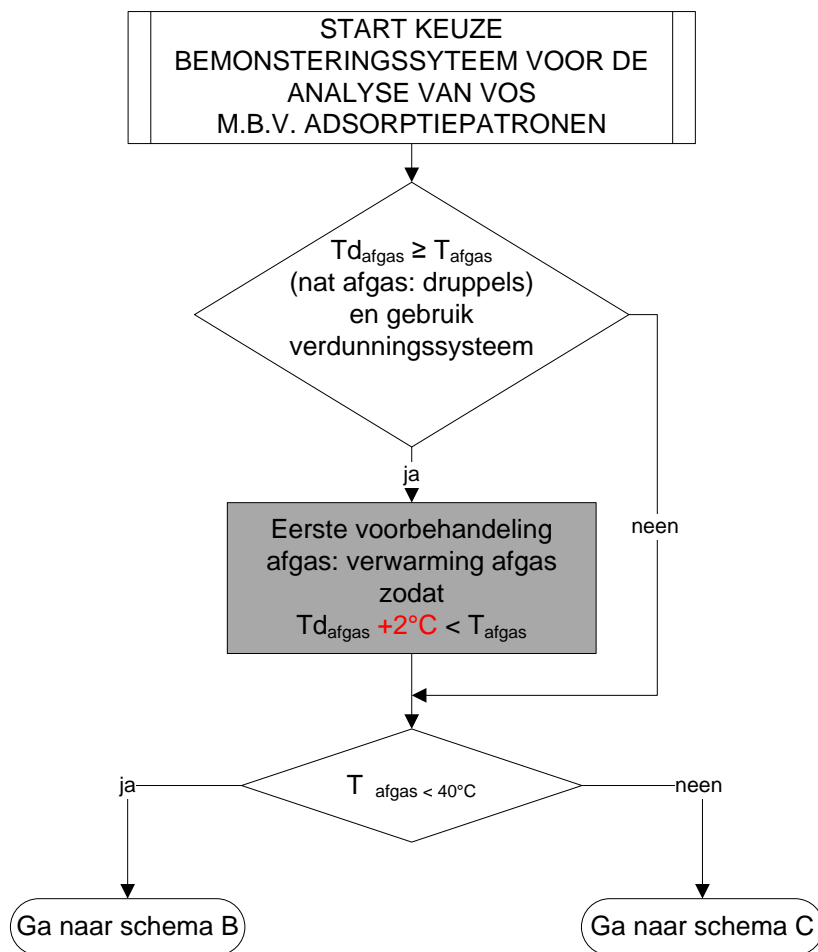 START KEUZE
BEMONSTERINGSSYTEEM VOOR DE
ANALYSE VAN VOS
M.B.V. ADSORPTIEPATRONEN
Tdafgas ≥ Tafgas
(nat afgas: druppels)
en gebruik
verdunningssysteem
ja
Eerste voorbehandeling
afgas: verwarming afgas
zodat
Tdafgas +2°C < Tafgas
neen
T afgas < 40°C
ja
neen
Ga naar schema B
Ga naar schema C